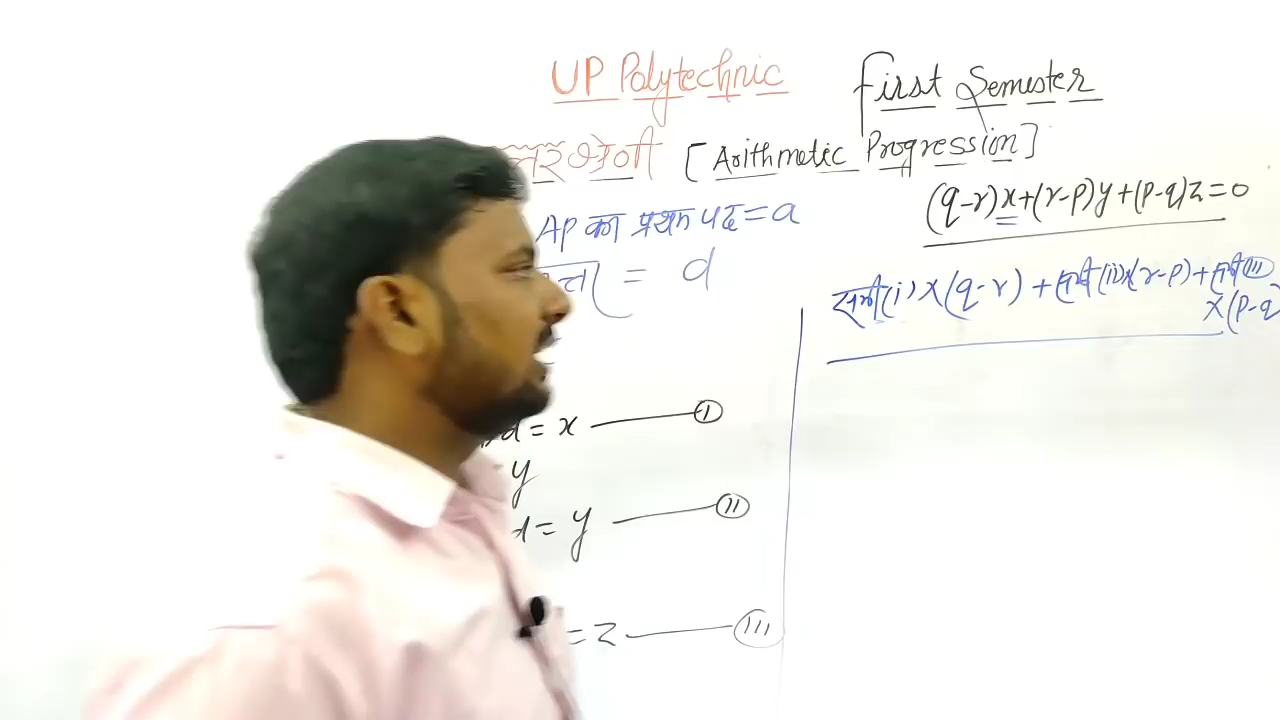 UP Polytechnic First Semester
[Arithmetic Progression]
(q-r)x+(r-p)y+(p-q)z=0
AP का प्रथम पद = a
= d
समी(i)×(q-r)+समी(ii)×(r-p)+समी(iii)
×(p-q)
d = x (I)
y
d = y (II)
= z (III)